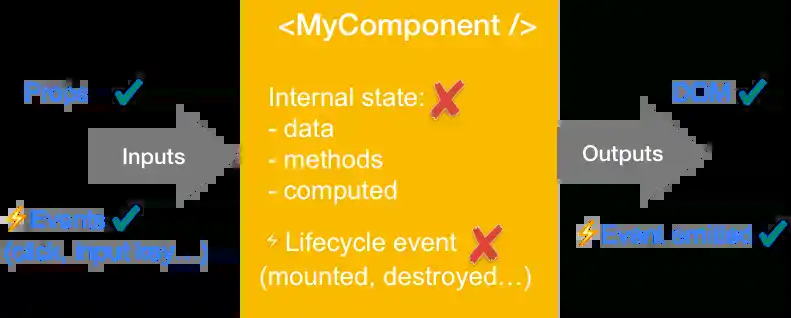 <MyComponent />
Props
Internal state:
- data
- methods
- computed
DOM
Inputs
Outputs
Events
(click, input key…)
Lifecycle event
(mounted, destroyed…)
Event emitted